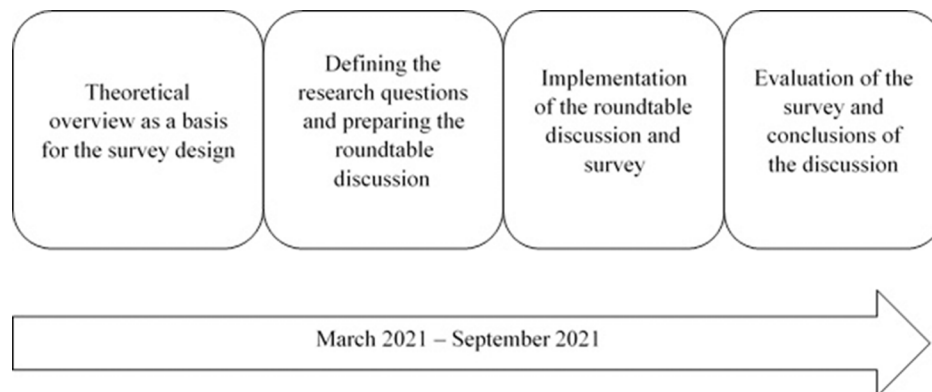 Theoretical
overview as a basis
for the survey design
Defining the
research questions
and preparing the
roundtable
discussion
Implementation
of the roundtable
discussion and
survey
Evaluation of the
survey and
conclusions of
the discussion
March 2021 – September 2021